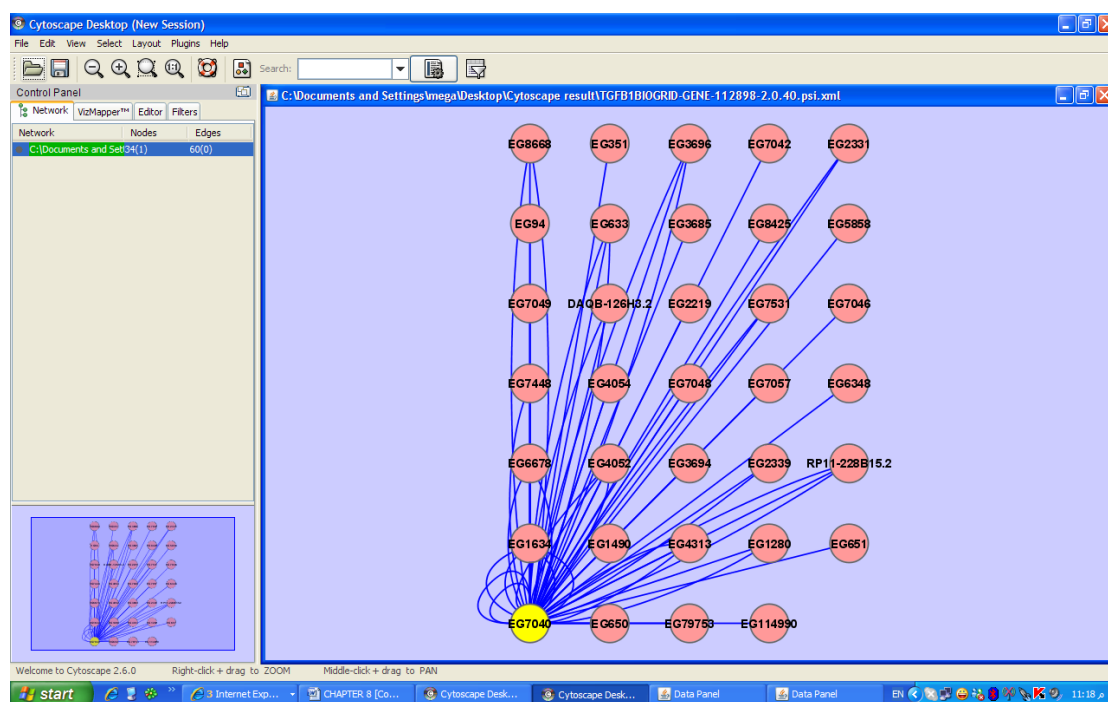 Cytoscape Desktop (New Session)
File Edit View Select Layout Plugins Help
Search:
Control Panel
Network VizMapper™ Editor Filters
Network Nodes Edges
C:\Documents and Set 34(1) 60(0)
C:\Documents and Settings\mega\Desktop\Cytoscape result\TGFB1BIOGRID-GENE-112898-2.0.40.psi.xml
EG8668 EG351 EG3696 EG7042 EG2331
EG94 EG633 EG3685 EG8425 EG5858
EG7049 DAQB-126H3.2 EG2219 EG7531 EG7046
EG7448 EG4054 EG7048 EG7057 EG6348
EG6678 EG4052 EG3694 EG2339 RP11-228B15.2
EG1634 EG1490 EG4313 EG1280 EG651
EG7040 EG650 EG79753 EG114990
Welcome to Cytoscape 2.6.0 Right-click + drag to ZOOM Middle-click + drag to PAN
start 3 Internet Exp... CHAPTER 8 [Co... Cytoscape Desk... Cytoscape Desk... Data Panel Data Panel EN 11:18 م